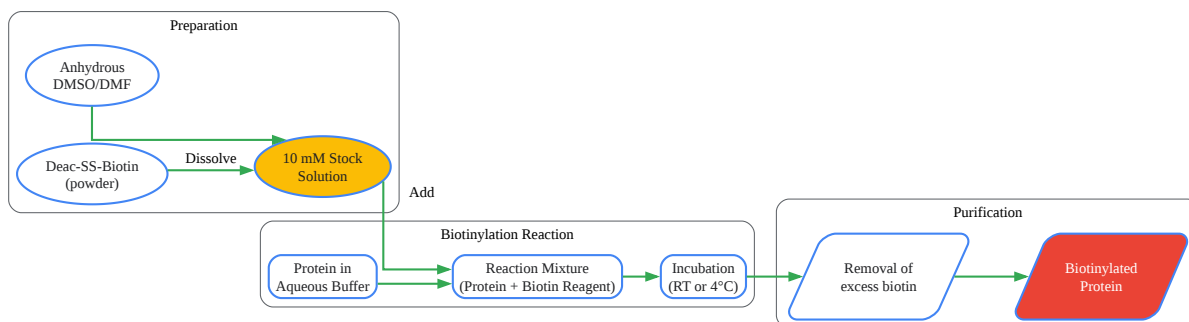 Preparation
Anhydrous
DMSO/DMF
Deac-SS-Biotin
(powder)
Dissolve
10 mM Stock
Solution
Add
Biotinylation Reaction
Protein in
Aqueous Buffer
Reaction Mixture
(Protein + Biotin Reagent)
Incubation
(RT or 4°C)
Purification
Removal of
excess biotin
Biotinylated
Protein